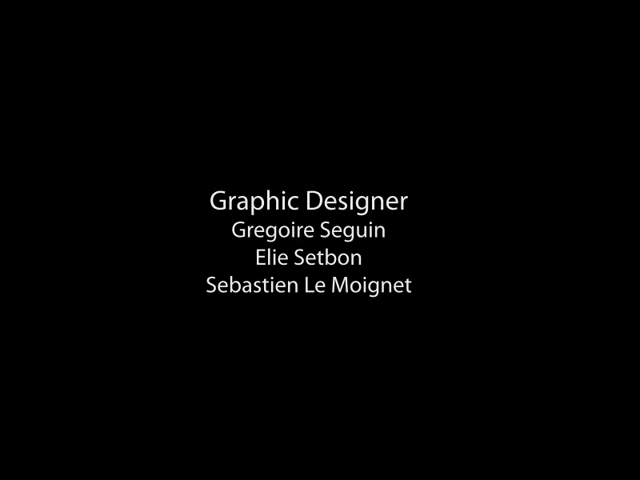 Graphic Designer
Gregoire Seguin
Elie Setbon
Sebastien Le Moignet